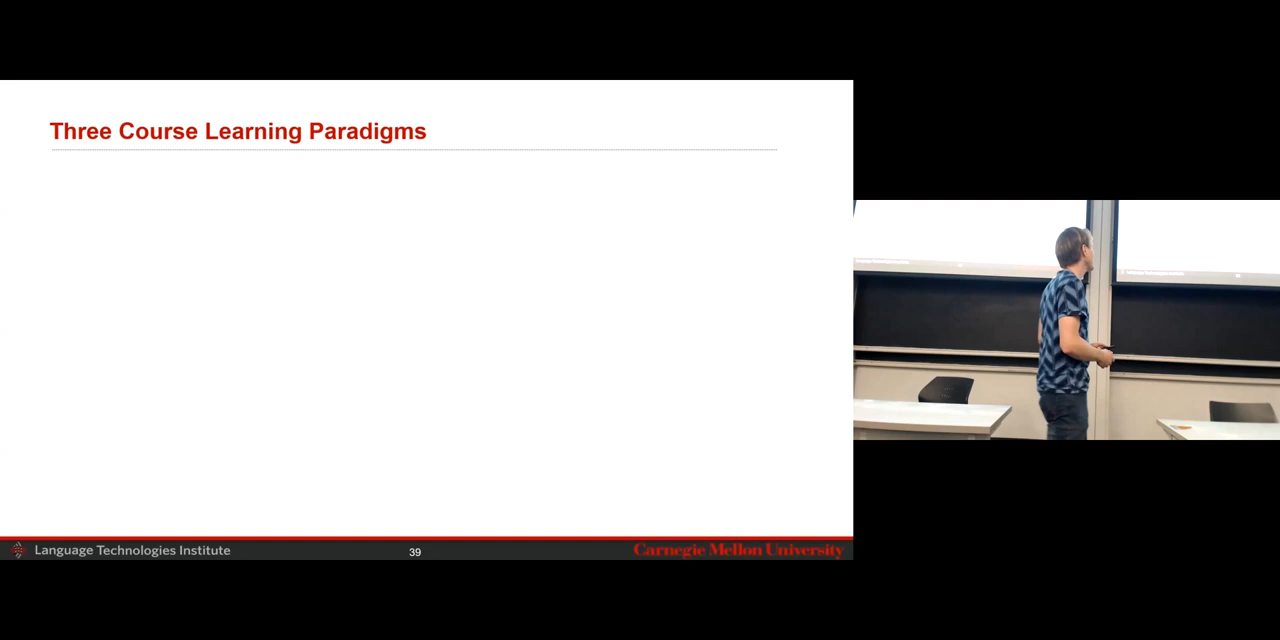 Three Course Learning Paradigms
Language Technologies Institute
39
Carnegie Mellon University